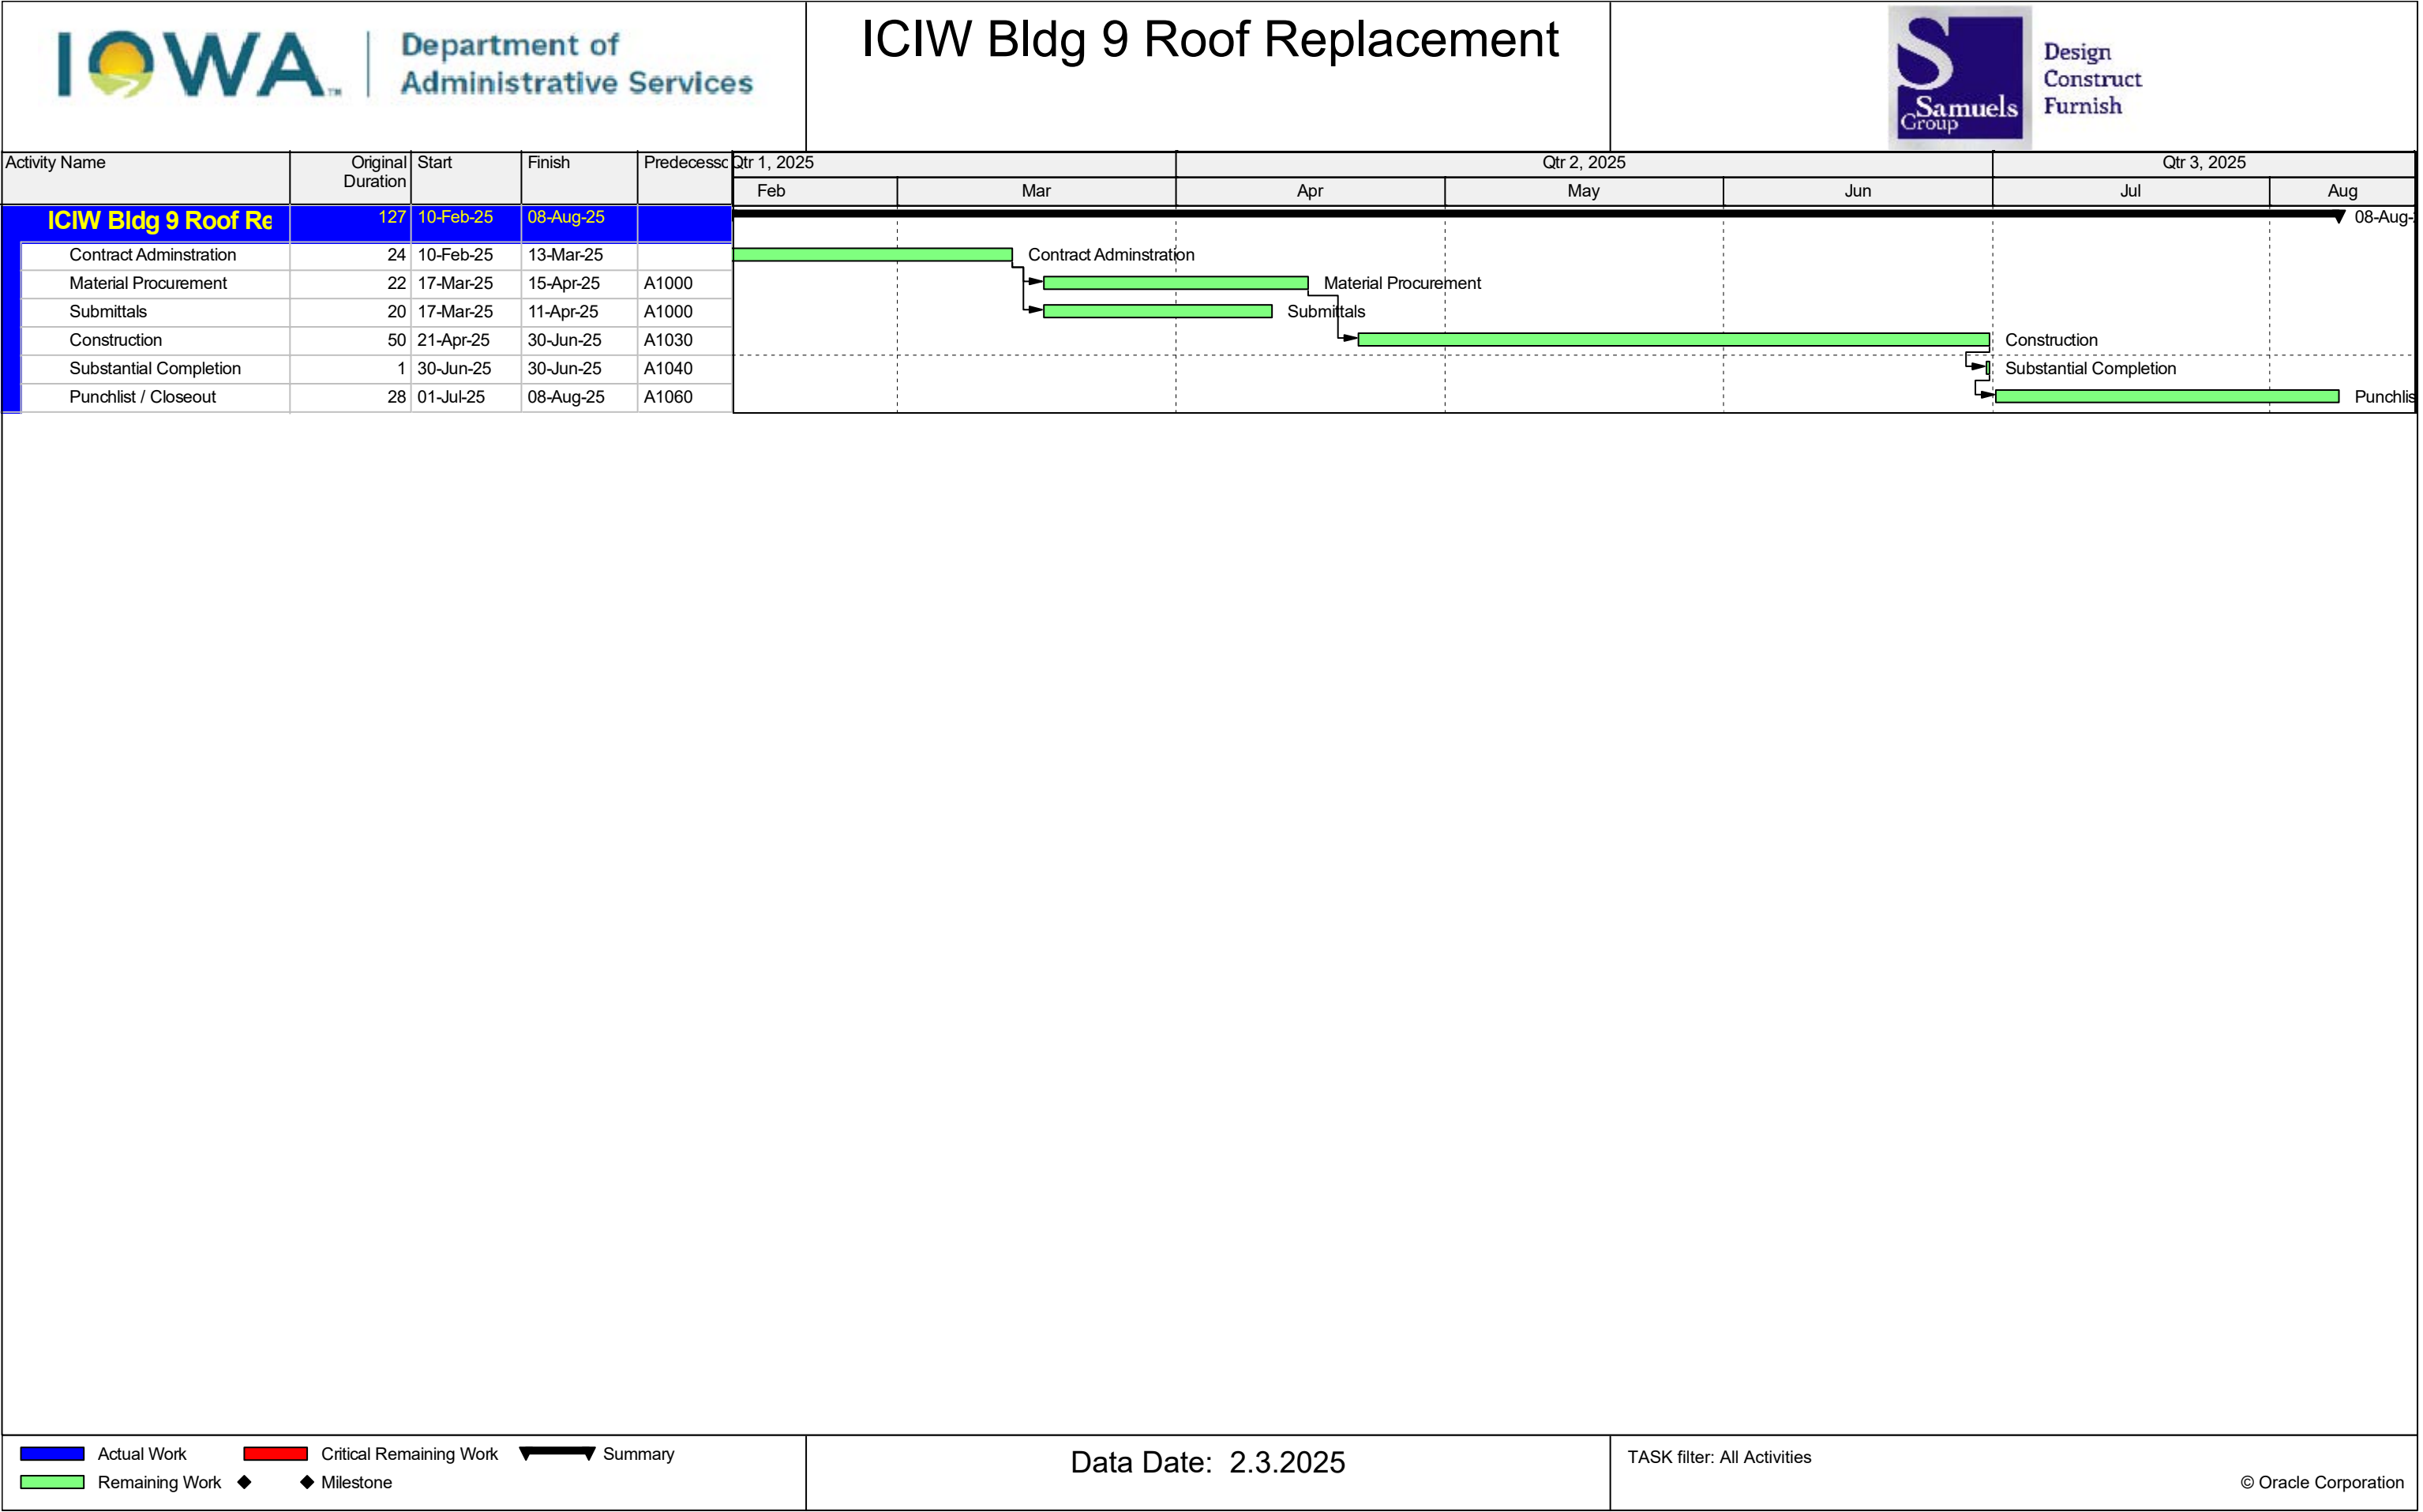 IOWA™ Department of
Administrative Services
ICIW Bldg 9 Roof Replacement
S
Samuels
Group
Design
Construct
Furnish
Activity Name Original Duration Start Finish Predecesso Qtr 1, 2025 Qtr 2, 2025 Qtr 3, 2025
Feb Mar Apr May Jun Jul Aug
ICIW Bldg 9 Roof Re 127 10-Feb-25 08-Aug-25 08-Aug-
Contract Adminstration 24 10-Feb-25 13-Mar-25 Contract Adminstration
Material Procurement 22 17-Mar-25 15-Apr-25 A1000 Material Procurement
Submittals 20 17-Mar-25 11-Apr-25 A1000 Submittals
Construction 50 21-Apr-25 30-Jun-25 A1030 Construction
Substantial Completion 1 30-Jun-25 30-Jun-25 A1040 Substantial Completion
Punchlist / Closeout 28 01-Jul-25 08-Aug-25 A1060 Punchlis
Actual Work Critical Remaining Work Summary
Remaining Work Milestone
Data Date: 2.3.2025
TASK filter: All Activities
© Oracle Corporation